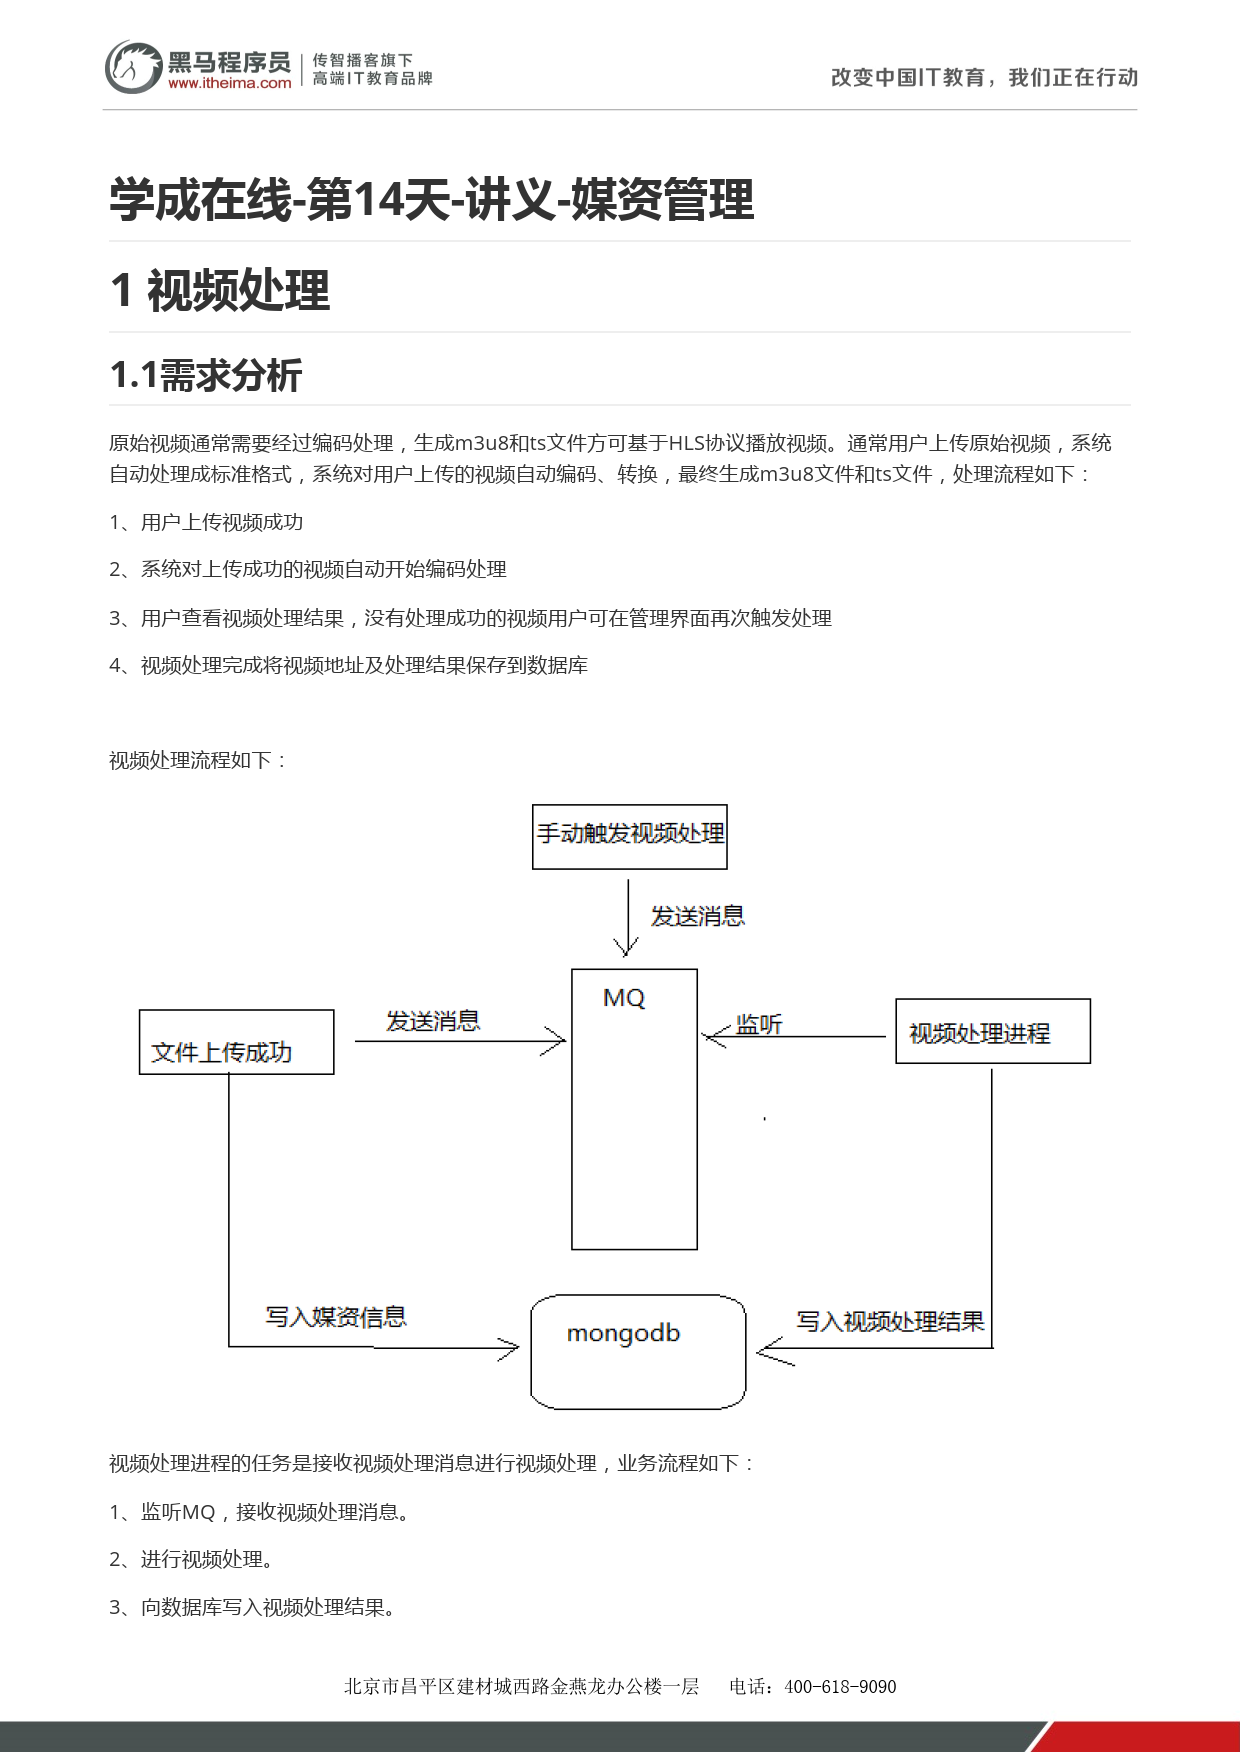 黑马程序员
www.itheima.com
传智播客旗下
高端IT教育品牌
改变中国IT教育，我们正在行动
学成在线-第14天-讲义-媒资管理
1 视频处理
1.1需求分析
原始视频通常需要经过编码处理，生成m3u8和ts文件方可基于HLS协议播放视频。通常用户上传原始视频，系统
自动处理成标准格式，系统对用户上传的视频自动编码、转换，最终生成m3u8文件和ts文件，处理流程如下：
1、用户上传视频成功
2、系统对上传成功的视频自动开始编码处理
3、用户查看视频处理结果，没有处理成功的视频用户可在管理界面再次触发处理
4、视频处理完成将视频地址及处理结果保存到数据库
视频处理流程如下：
手动触发视频处理
发送消息
MQ
发送消息
监听
视频处理进程
文件上传成功
写入媒资信息
mongodb
写入视频处理结果
视频处理进程的任务是接收视频处理消息进行视频处理，业务流程如下：
1、监听MQ，接收视频处理消息。
2、进行视频处理。
3、向数据库写入视频处理结果。
北京市昌平区建材城西路金燕龙办公楼一层 电话：400-618-9090